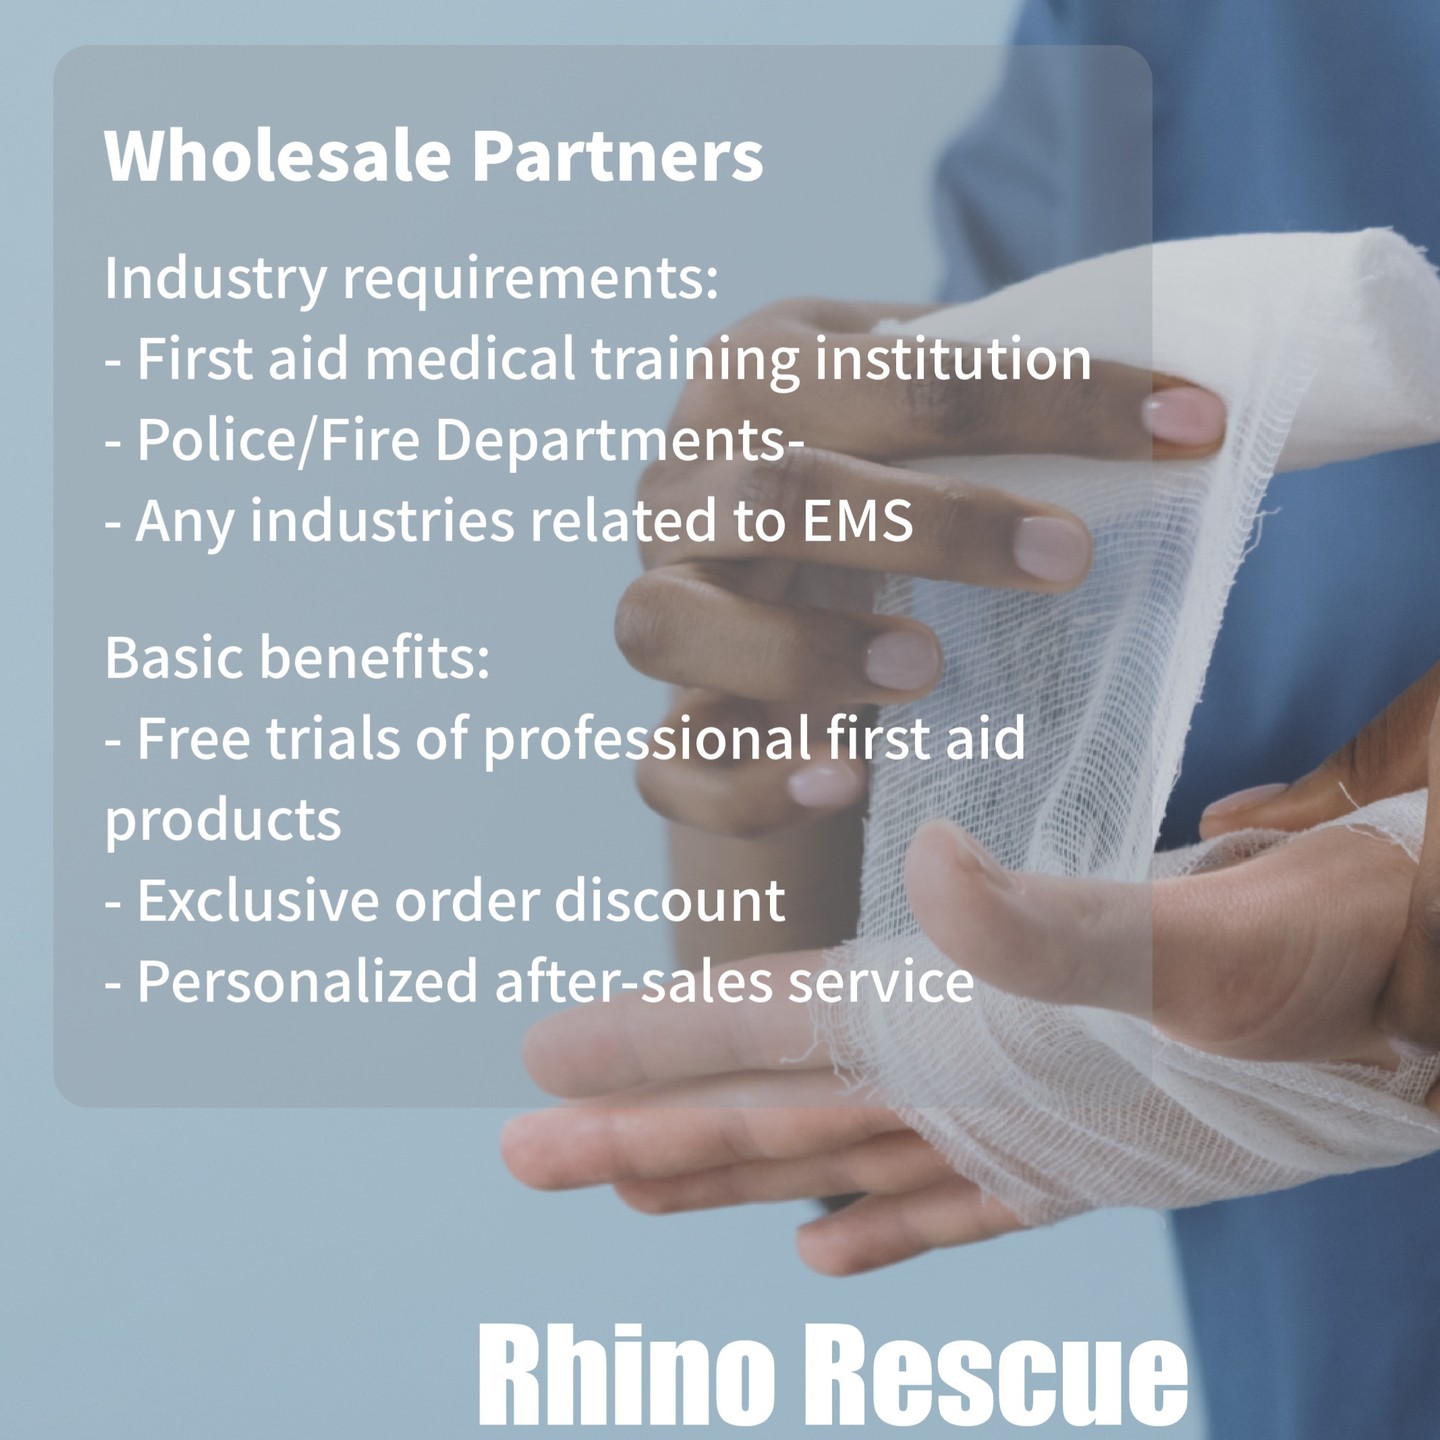 Wholesale Partners
Industry requirements:
- First aid medical training institution
- Police/Fire Departments-
- Any industries related to EMS
Basic benefits:
- Free trials of professional first aid
products
- Exclusive order discount
- Personalized after-sales service
Rhino Rescue